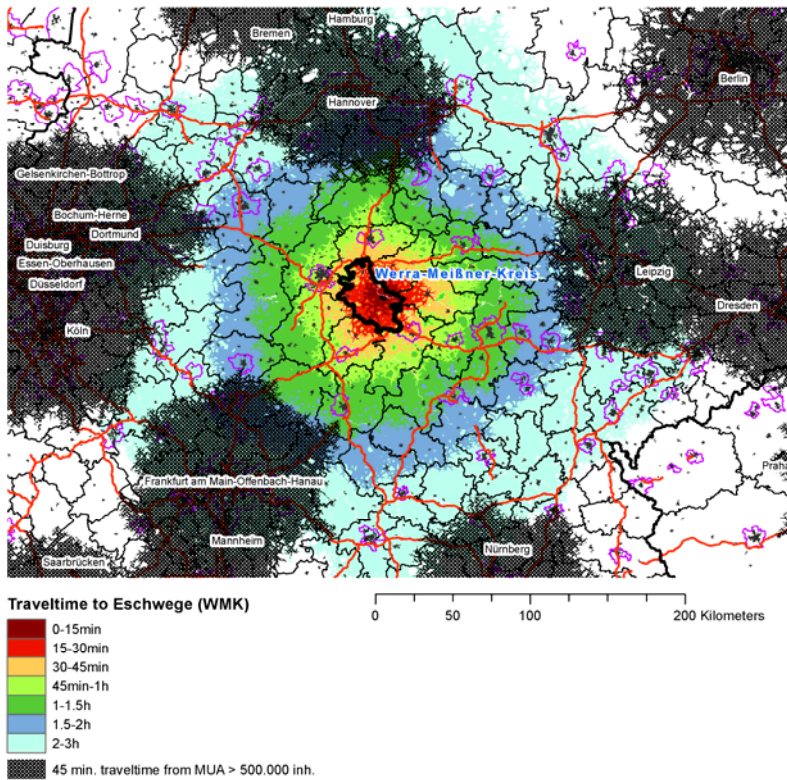 Hamburg
Bremen
Berlin
Hannover
Gelsenkirchen-Bottrop
Bochum-Herne
Dortmund
Duisburg
Essen-Oberhausen
Düsseldorf
Werra-Meißner-Kreis
Leipzig
Dresden
Köln
Praha
Frankfurt am Main-Offenbach-Hanau
Mannheim
Nürnberg
Saarbrücken
Traveltime to Eschwege (WMK)
0-15min
15-30min
30-45min
45min-1h
1-1.5h
1.5-2h
2-3h
45 min. traveltime from MUA > 500.000 inh.
0 50 100 200 Kilometers